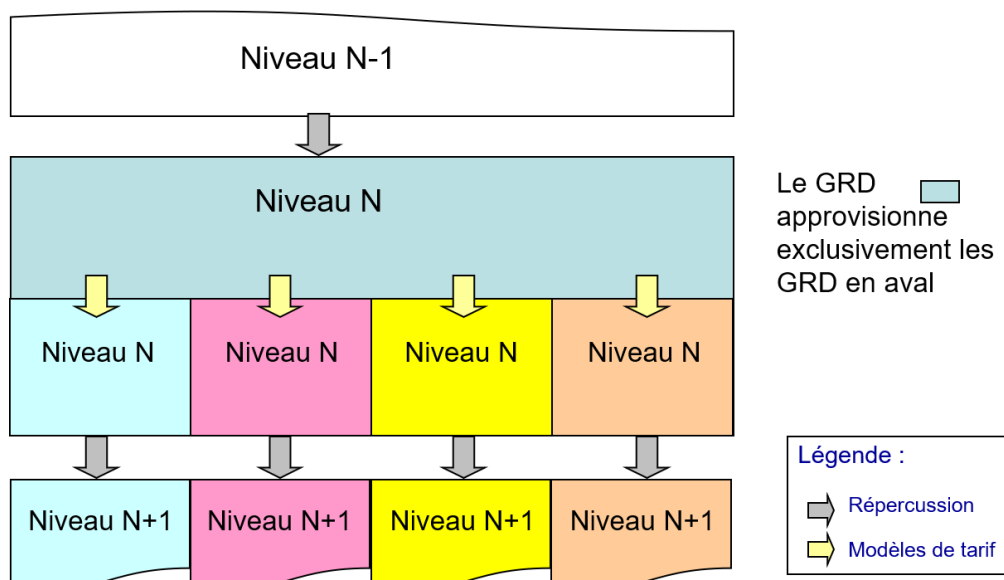 Niveau N-1
Niveau N
Le GRD
approvisionne
exclusivement les
GRD en aval
Niveau N
Niveau N
Niveau N
Niveau N
Niveau N+1
Niveau N+1
Niveau N+1
Niveau N+1
Légende :
Répercussion
Modèles de tarif